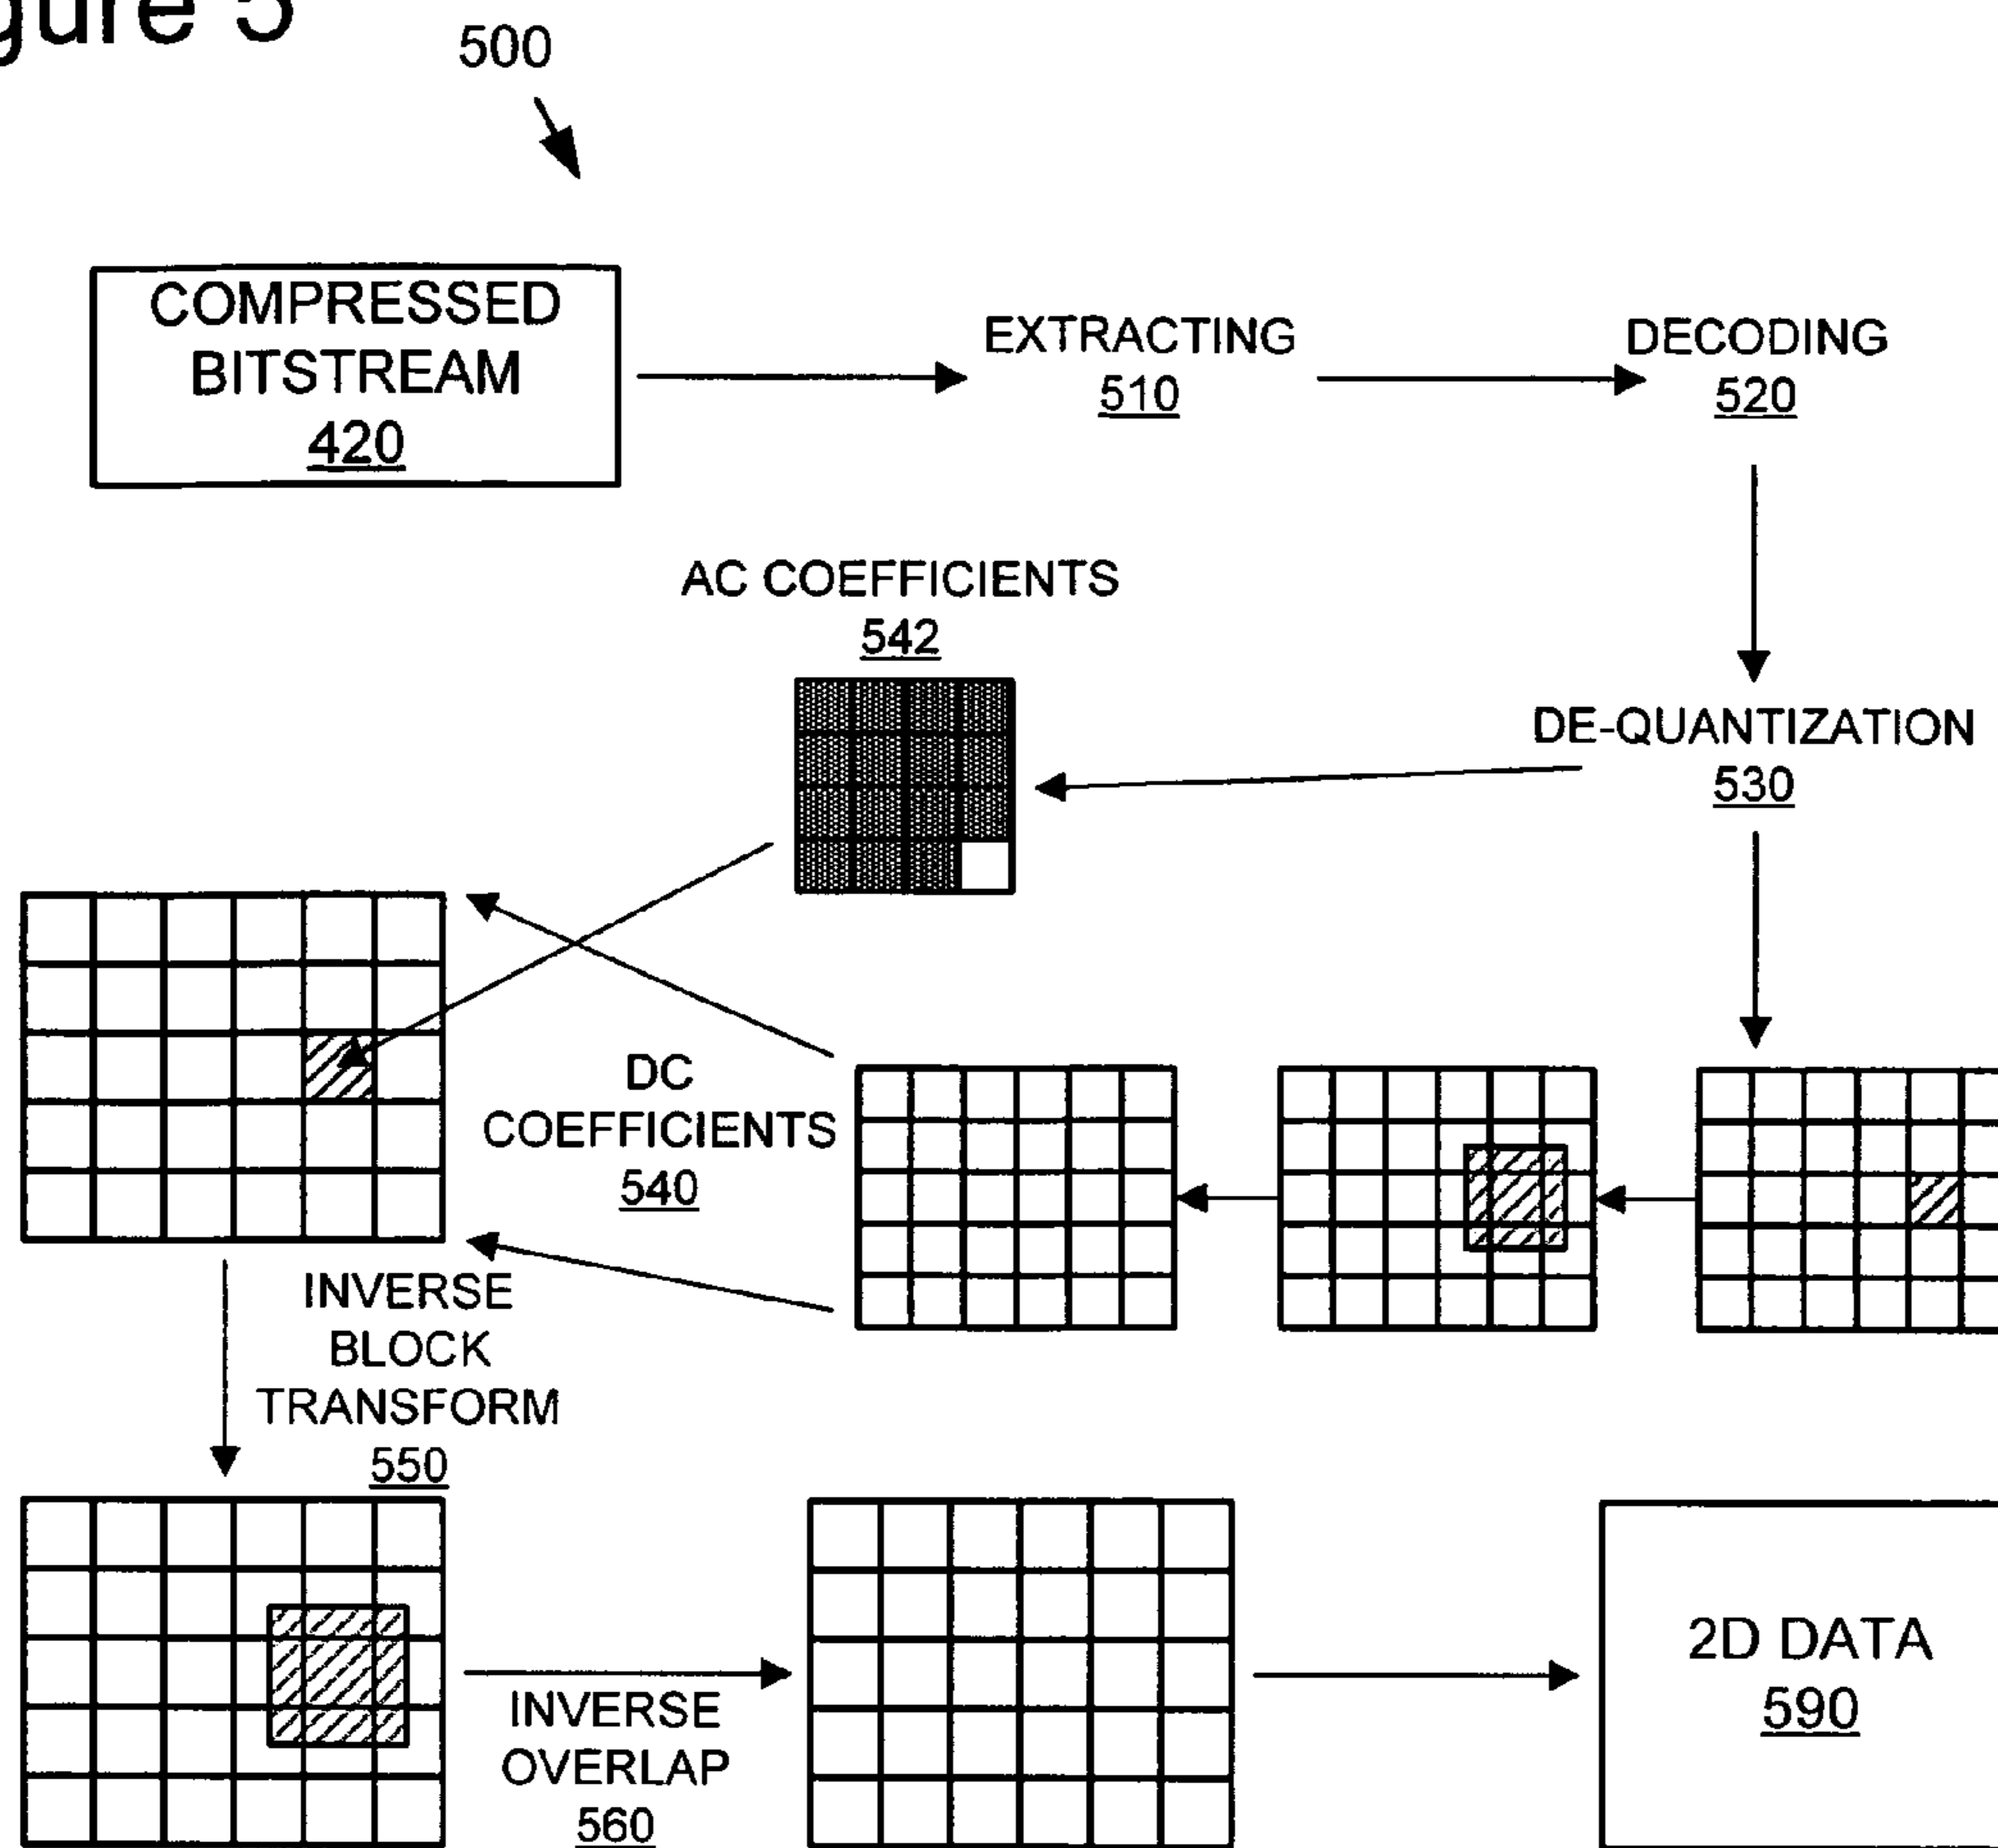 gure 5
500
COMPRESSED
BITSTREAM
420
EXTRACTING
510
DECODING
520
AC COEFFICIENTS
542
DE-QUANTIZATION
530
DC
COEFFICIENTS
540
INVERSE
BLOCK
TRANSFORM
550
INVERSE
OVERLAP
560
2D DATA
590